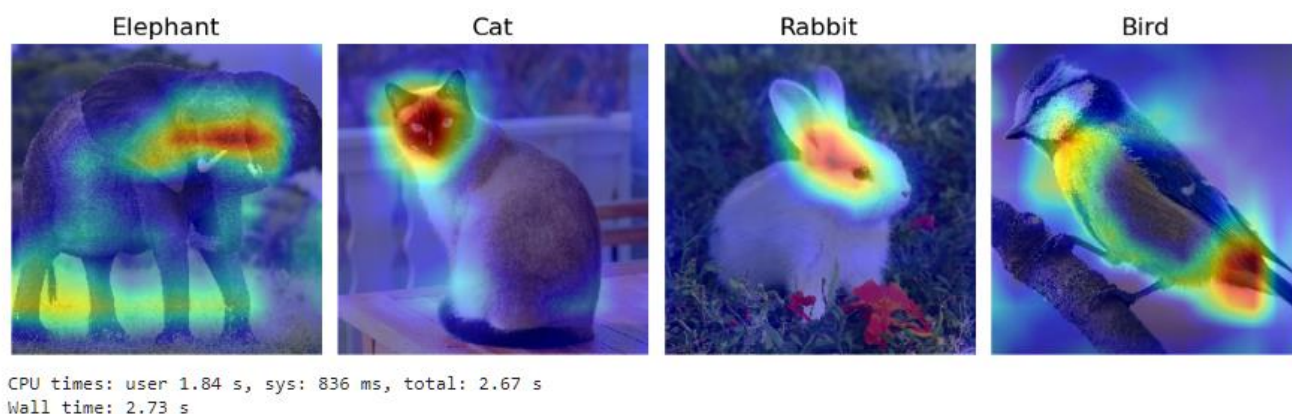 Elephant Cat Rabbit Bird
CPU times: user 1.84 s, sys: 836 ms, total: 2.67 s
Wall time: 2.73 s